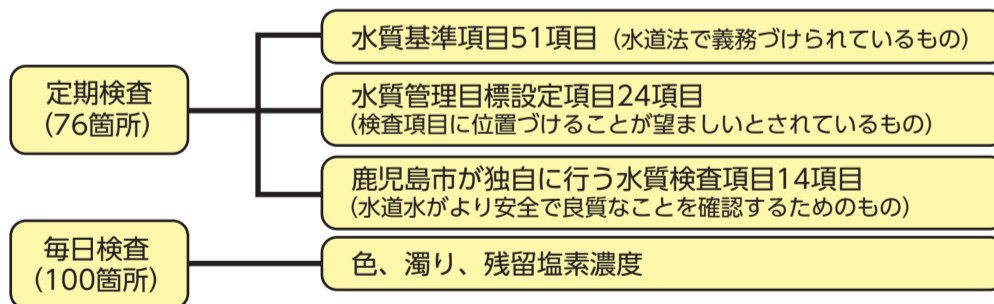 定期検査
(76箇所)
水質基準項目51項目 (水道法で義務づけられているもの)
水質管理目標設定項目24項目
(検査項目に位置づけることが望ましいとされているもの)
鹿児島市が独自に行う水質検査項目14項目
(水道水がより安全で良質なことを確認するためのもの)
毎日検査
(100箇所)
色、濁り、残留塩素濃度